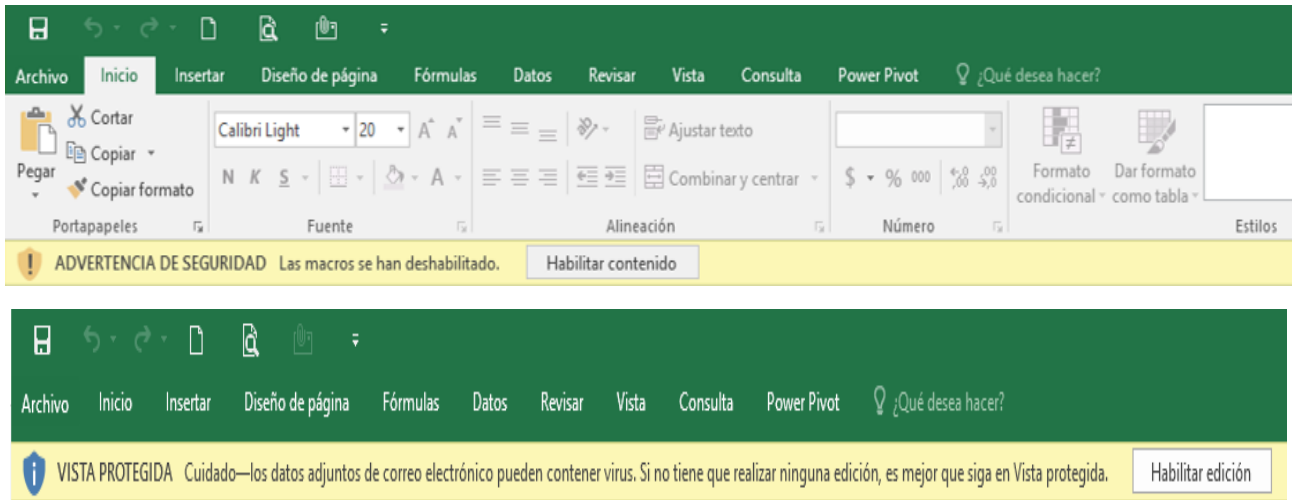 Archivo Inicio Insertar Diseño de página Fórmulas Datos Revisar Vista Consulta Power Pivot ¿Qué desea hacer?
Pegar
Cortar
Copiar
Copiar formato
Portapapeles
Calibri Light 20 A A
N K S A
Fuente
Ajustar texto
Combinar y centrar
Alineación
$ % 000 ,00 ,00 ,0
Número
Formato condicional
Dar formato como tabla
Estilos
ADVERTENCIA DE SEGURIDAD Las macros se han deshabilitado. Habilitar contenido
Archivo Inicio Insertar Diseño de página Fórmulas Datos Revisar Vista Consulta Power Pivot ¿Qué desea hacer?
VISTA PROTEGIDA Cuidado—los datos adjuntos de correo electrónico pueden contener virus. Si no tiene que realizar ninguna edición, es mejor que siga en Vista protegida. Habilitar edición